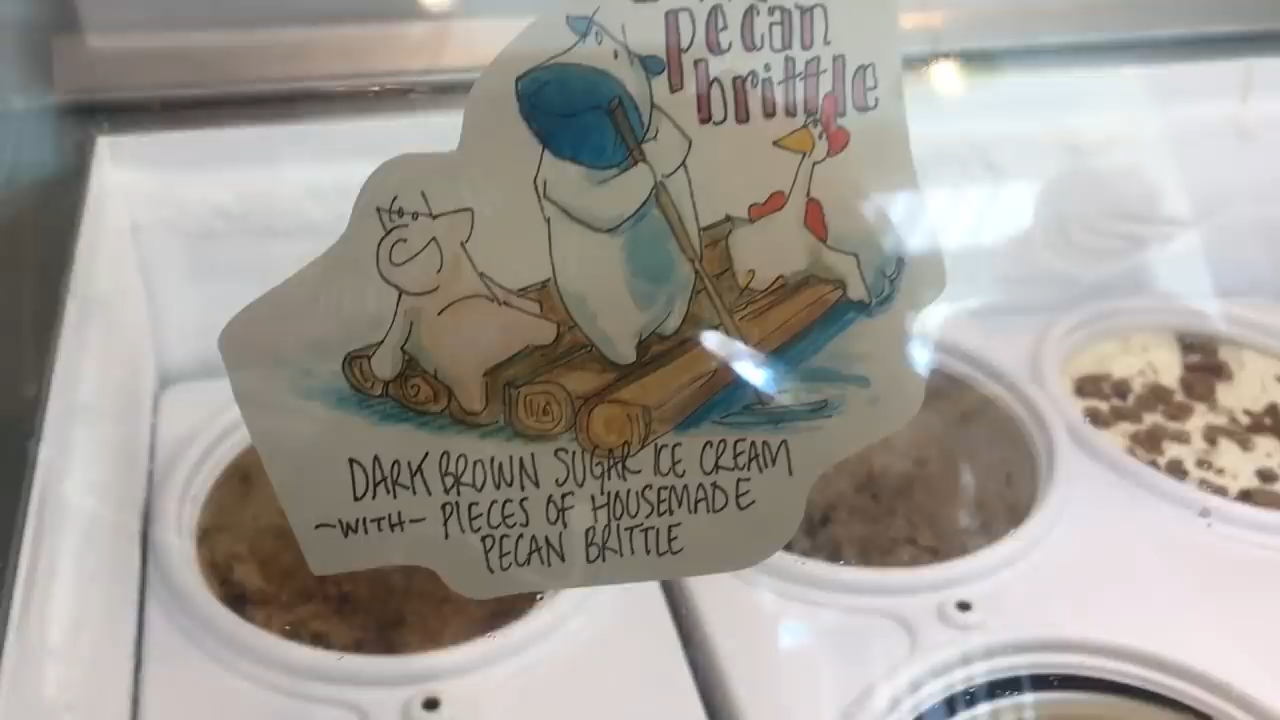 pecan
brittle
DARK BROWN SUGAR ICE CREAM
~WITH~ PIECES OF HOUSEMADE
PECAN BRITTLE